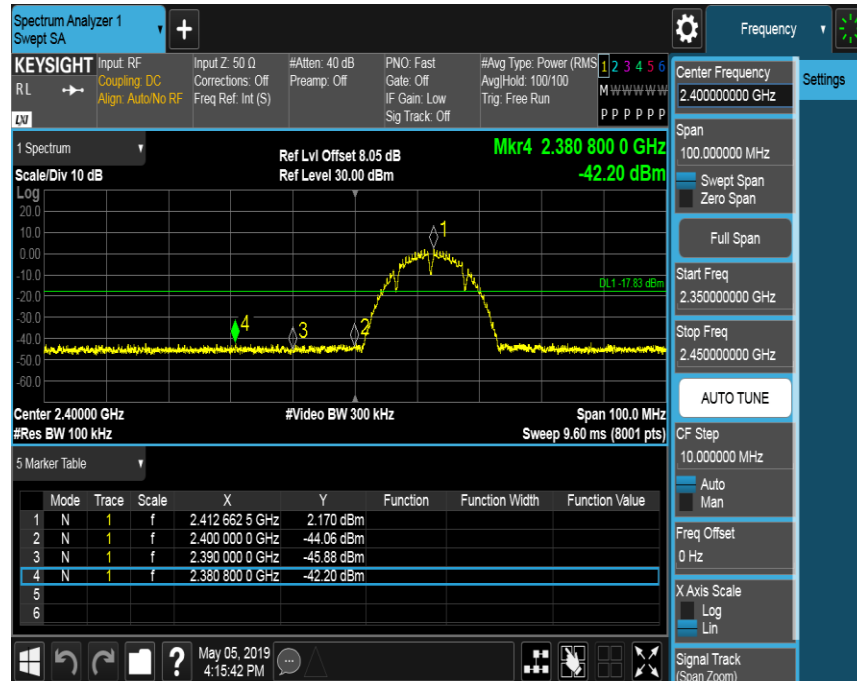 Spectrum Analyzer 1
Swept SA
+
Frequency
KEYSIGHT
RL
LXI
Input: RF
Coupling: DC
Align: Auto/No RF
Input Z: 50 Ω
Corrections: Off
Freq Ref: Int (S)
#Atten: 40 dB
Preamp: Off
PNO: Fast
Gate: Off
IF Gain: Low
Sig Track: Off
#Avg Type: Power (RMS
Avg|Hold: 100/100
Trig: Free Run
1 2 3 4 5 6
M W W W W W
P P P P P P
1 Spectrum
Scale/Div 10 dB
Ref Lvl Offset 8.05 dB
Ref Level 30.00 dBm
Mkr4 2.380 800 0 GHz
-42.20 dBm
Log
20.0
10.0
0.00
-10.0
-20.0
-30.0
-40.0
-50.0
-60.0
1
DL1 -17.83 dBm
4
3
2
Center 2.40000 GHz
#Video BW 300 kHz
Span 100.0 MHz
#Res BW 100 kHz
Sweep 9.60 ms (8001 pts)
5 Marker Table
Mode Trace Scale X Y Function Function Width Function Value
1 N 1 f 2.412 662 5 GHz 2.170 dBm
2 N 1 f 2.400 000 0 GHz -44.06 dBm
3 N 1 f 2.390 000 0 GHz -45.88 dBm
4 N 1 f 2.380 800 0 GHz -42.20 dBm
5
6
?
May 05, 2019
4:15:42 PM
Center Frequency
2.400000000 GHz
Span
100.000000 MHz
Swept Span
Zero Span
Full Span
Start Freq
2.350000000 GHz
Stop Freq
2.450000000 GHz
AUTO TUNE
CF Step
10.000000 MHz
Auto
Man
Freq Offset
0 Hz
X Axis Scale
Log
Lin
Signal Track
(Span Zoom)
Settings